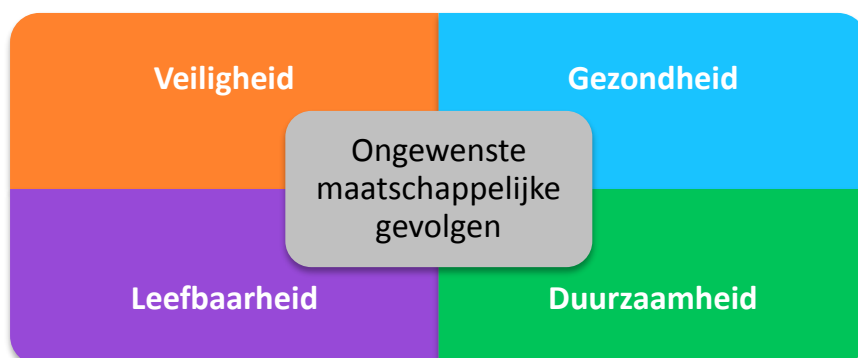 Veiligheid
Gezondheid
Ongewenste
maatschappelijke
gevolgen
Leefbaarheid
Duurzaamheid